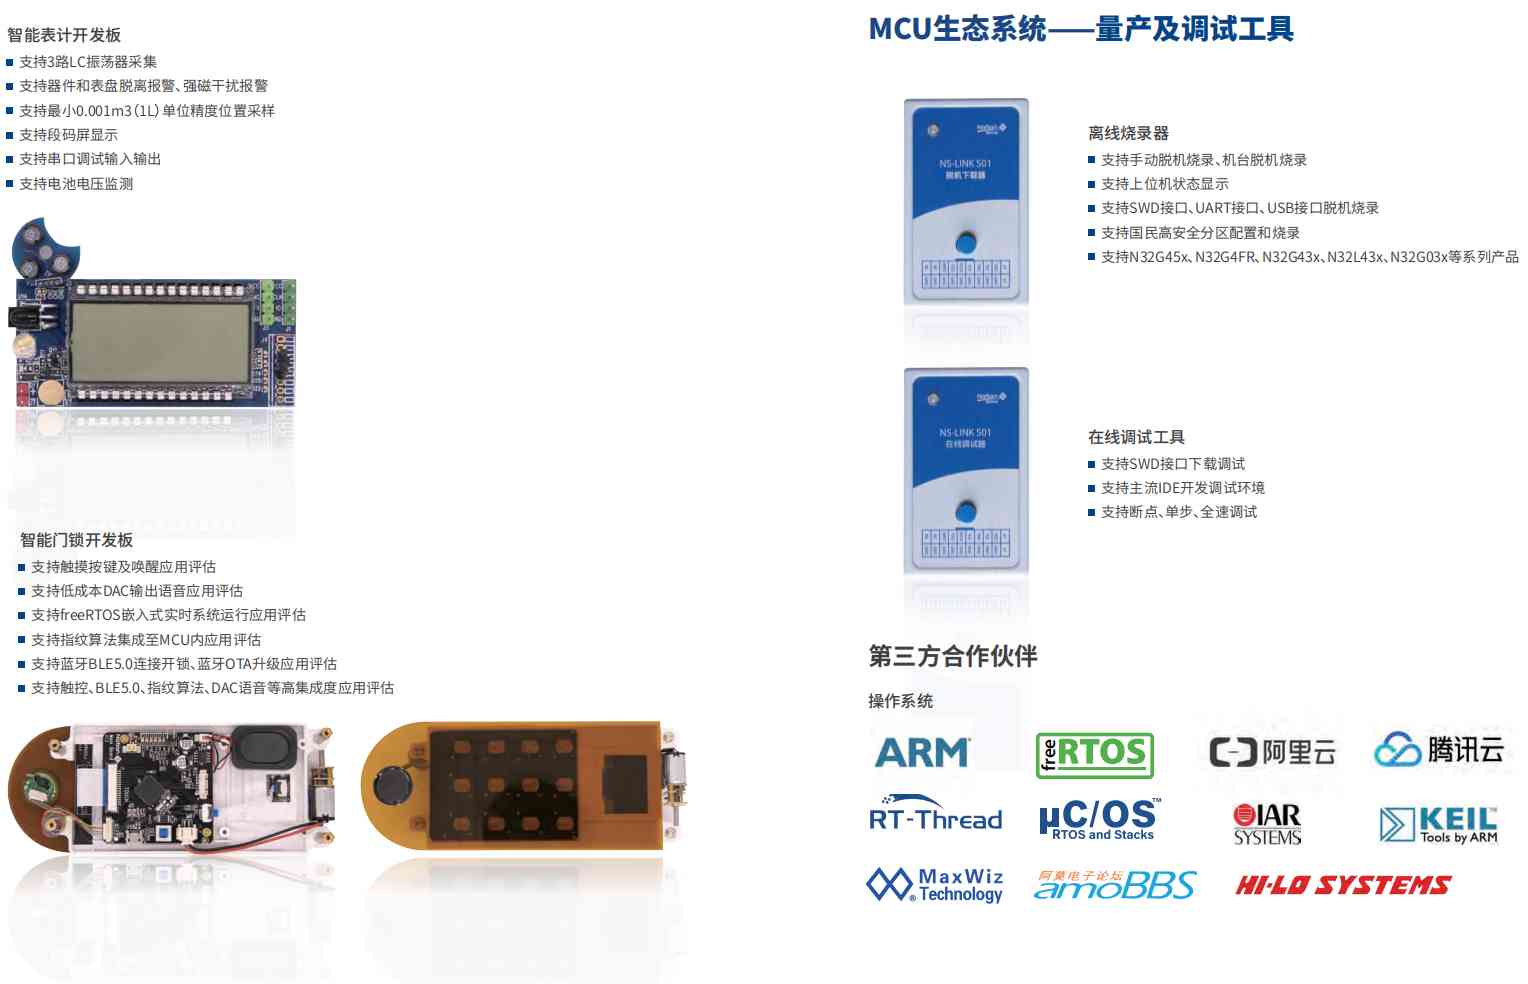 智能表计开发板
支持3路LC振荡器采集
支持器件和表盘脱离报警、强磁干扰报警
支持最小0.001m3（1L）单位精度位置采样
支持段码屏显示
支持串口调试输入输出
支持电池电压监测
智能门锁开发板
支持触摸按键及唤醒应用评估
支持低成本DAC输出语音应用评估
支持freeRTOS嵌入式实时系统运行应用评估
支持指纹算法集成至MCU内应用评估
支持蓝牙BLE5.0连接开锁、蓝牙OTA升级应用评估
支持触控、BLE5.0、指纹算法、DAC语音等高集成度应用评估
MCU生态系统——量产及调试工具
NS-LINK S01
脱机下载器
离线烧录器
支持手动脱机烧录、机台脱机烧录
支持上位机状态显示
支持SWD接口、UART接口、USB接口脱机烧录
支持国民高安全分区配置和烧录
支持N32G45x、N32G4FR、N32G43x、N32L43x、N32G03x等系列产品
NS-LINK S01
在线调试器
在线调试工具
支持SWD接口下载调试
支持主流IDE开发调试环境
支持断点、单步、全速调试
第三方合作伙伴
操作系统
ARM
free RTOS
阿里云
腾讯云
RT-Thread
μC/OS™
RTOS and Stacks
IAR
SYSTEMS
KEIL™
Tools by ARM
MaxWiz
® Technology
阿莫电子论坛
amoBBS
HI-LO SYSTEMS